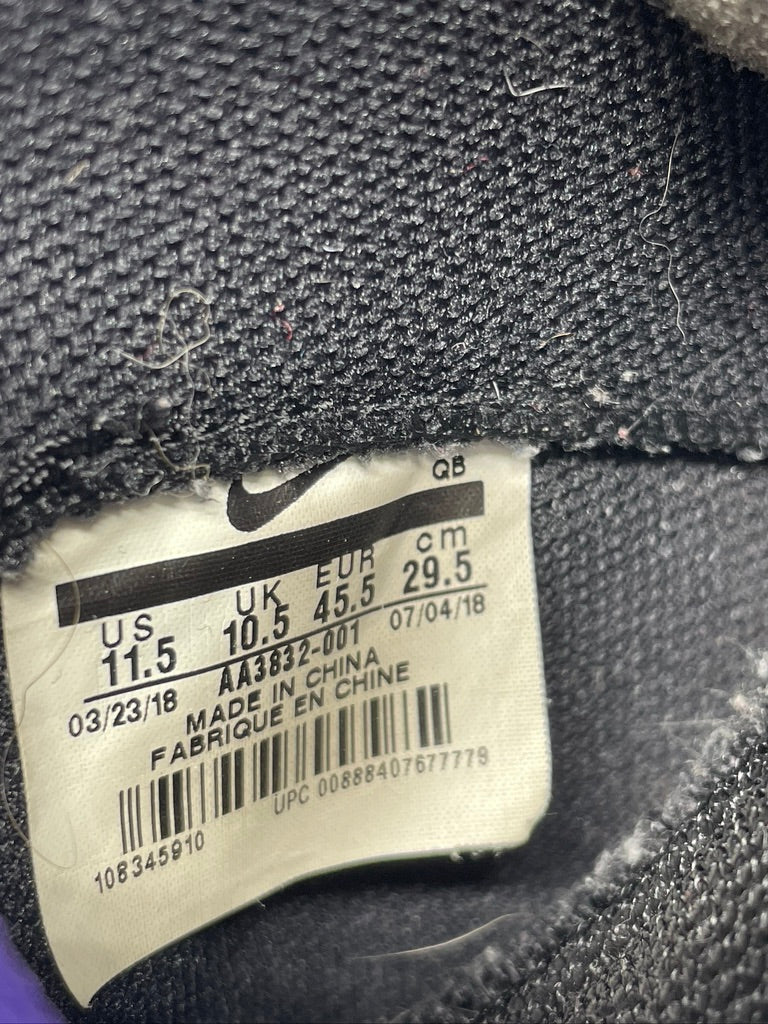 QB
US UK EUR cm
11.5 10.5 45.5 29.5
AA3832-001
03/23/18 07/04/18
MADE IN CHINA
FABRIQUE EN CHINE
UPC 00888407677779
108345910